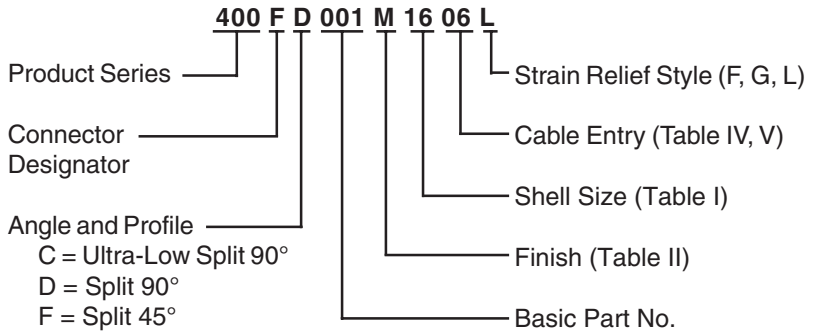 400 F D 001 M 16 06 L
Product Series
Connector
Designator
Angle and Profile
C = Ultra-Low Split 90°
D = Split 90°
F = Split 45°
Strain Relief Style (F, G, L)
Cable Entry (Table IV, V)
Shell Size (Table I)
Finish (Table II)
Basic Part No.